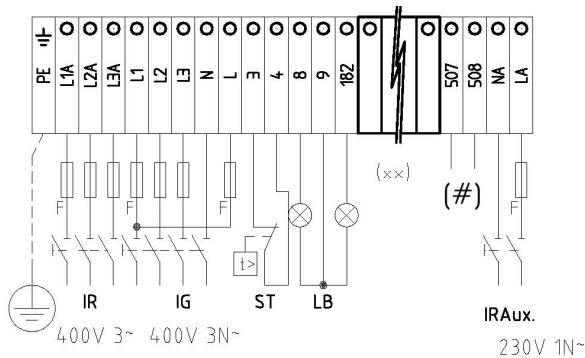 PE L1A L2A L3A L1 L2 L3 N L 3 4 8 9 182 507 508 NA LA
(xx)
(#)
F F F F
t>
IR IG ST LB
IRAux.
400V 3~ 400V 3N~
230V 1N~